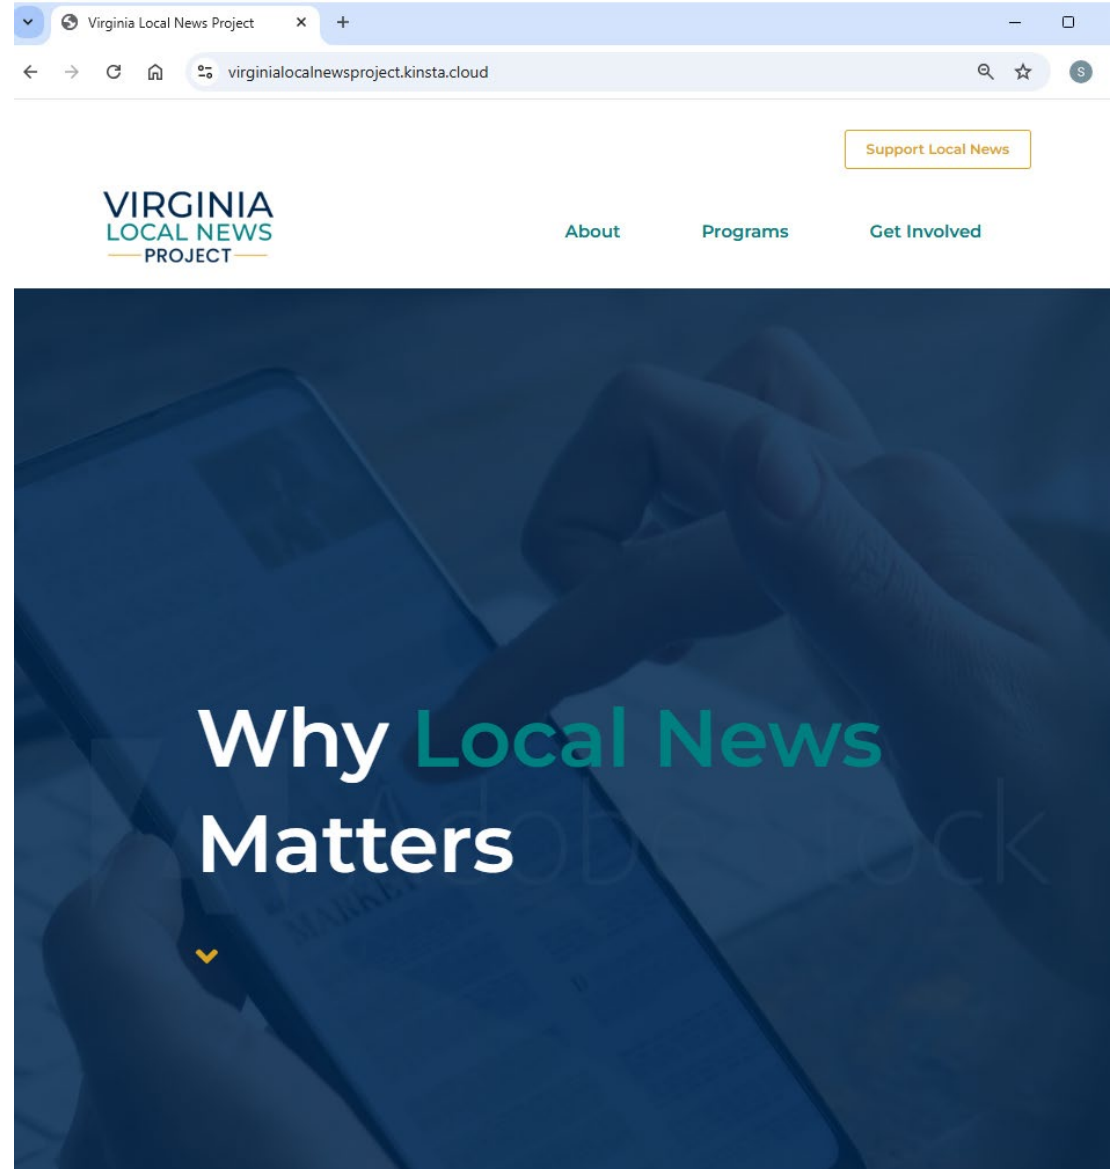 Virginia Local News Project
virginialocalnewsproject.kinsta.cloud
S
Support Local News
VIRGINIA
LOCAL NEWS
PROJECT
About
Programs
Get Involved
Why Local News
Matters
Adobe Stock
MARKET